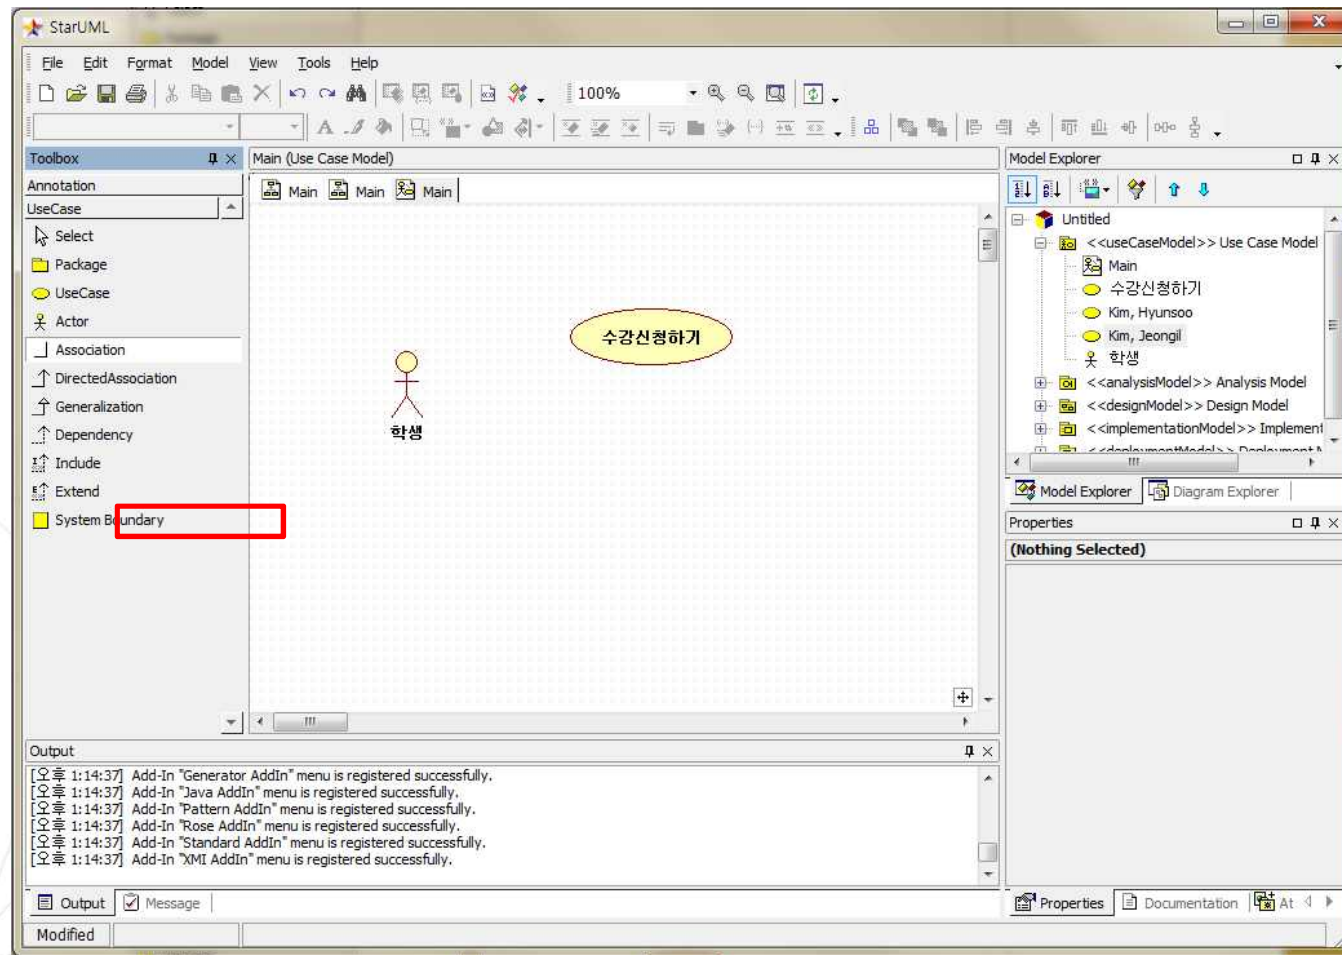 StarUML
File Edit Format Model View Tools Help
100%
Toolbox
Annotation
UseCase
Select
Package
UseCase
Actor
Association
DirectedAssociation
Generalization
Dependency
Include
Extend
System Boundary
Main (Use Case Model)
Main Main Main
수강신청하기
학생
Model Explorer
Untitled
<<useCaseModel>> Use Case Model
Main
수강신청하기
Kim, Hyunsoo
Kim, Jeongil
학생
<<analysisModel>> Analysis Model
<<designModel>> Design Model
<<implementationModel>> Implement
<<deploymentModel>> Deployment M
Model Explorer Diagram Explorer
Properties
(Nothing Selected)
Properties Documentation At
Output
[오후 1:14:37] Add-In "Generator AddIn" menu is registered successfully.
[오후 1:14:37] Add-In "Java AddIn" menu is registered successfully.
[오후 1:14:37] Add-In "Pattern AddIn" menu is registered successfully.
[오후 1:14:37] Add-In "Rose AddIn" menu is registered successfully.
[오후 1:14:37] Add-In "Standard AddIn" menu is registered successfully.
[오후 1:14:37] Add-In "XMI AddIn" menu is registered successfully.
Output Message
Modified